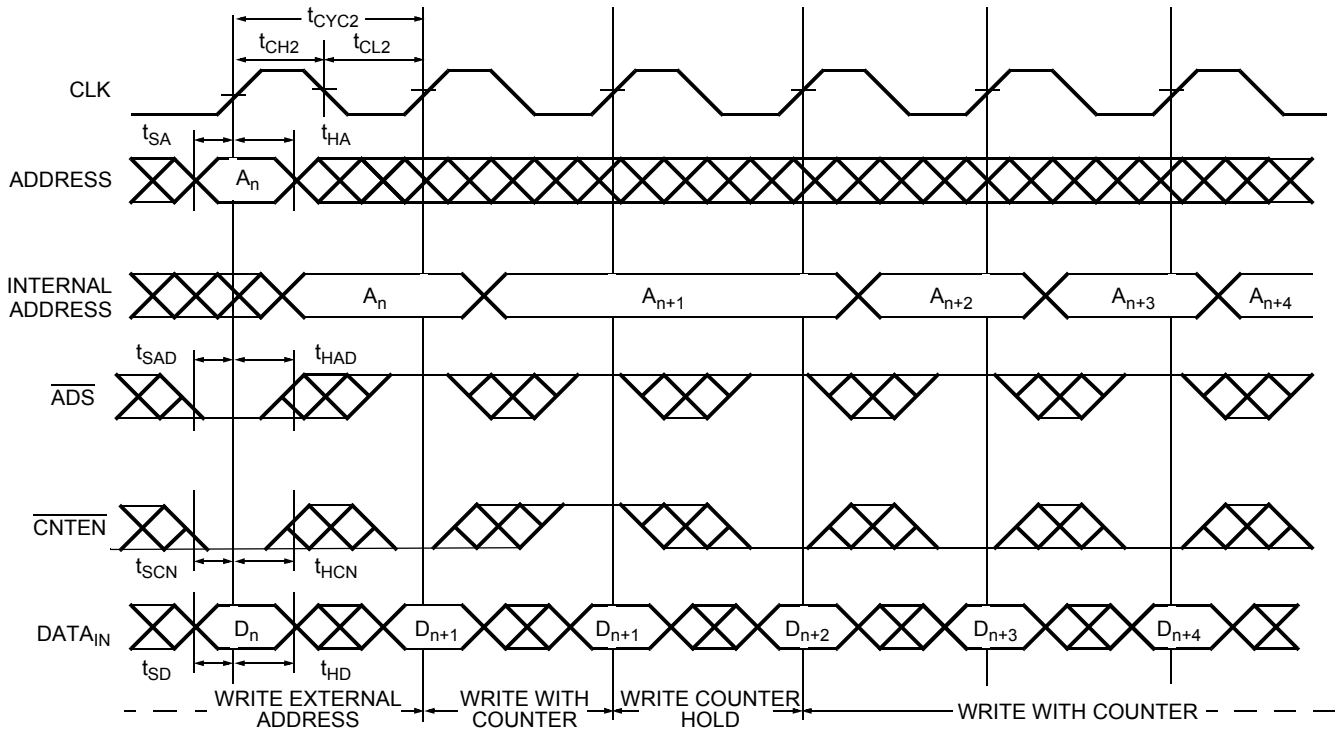 tCYC2
tCH2 tCL2
CLK
tSA tHA
ADDRESS An
INTERNAL
ADDRESS
An An+1 An+2 An+3 An+4
tSAD tHAD
ADS
CNTEN
tSCN tHCN
DATAIN Dn Dn+1 Dn+1 Dn+2 Dn+3 Dn+4
tSD tHD
WRITE EXTERNAL
ADDRESS
WRITE WITH
COUNTER
WRITE COUNTER
HOLD
WRITE WITH COUNTER